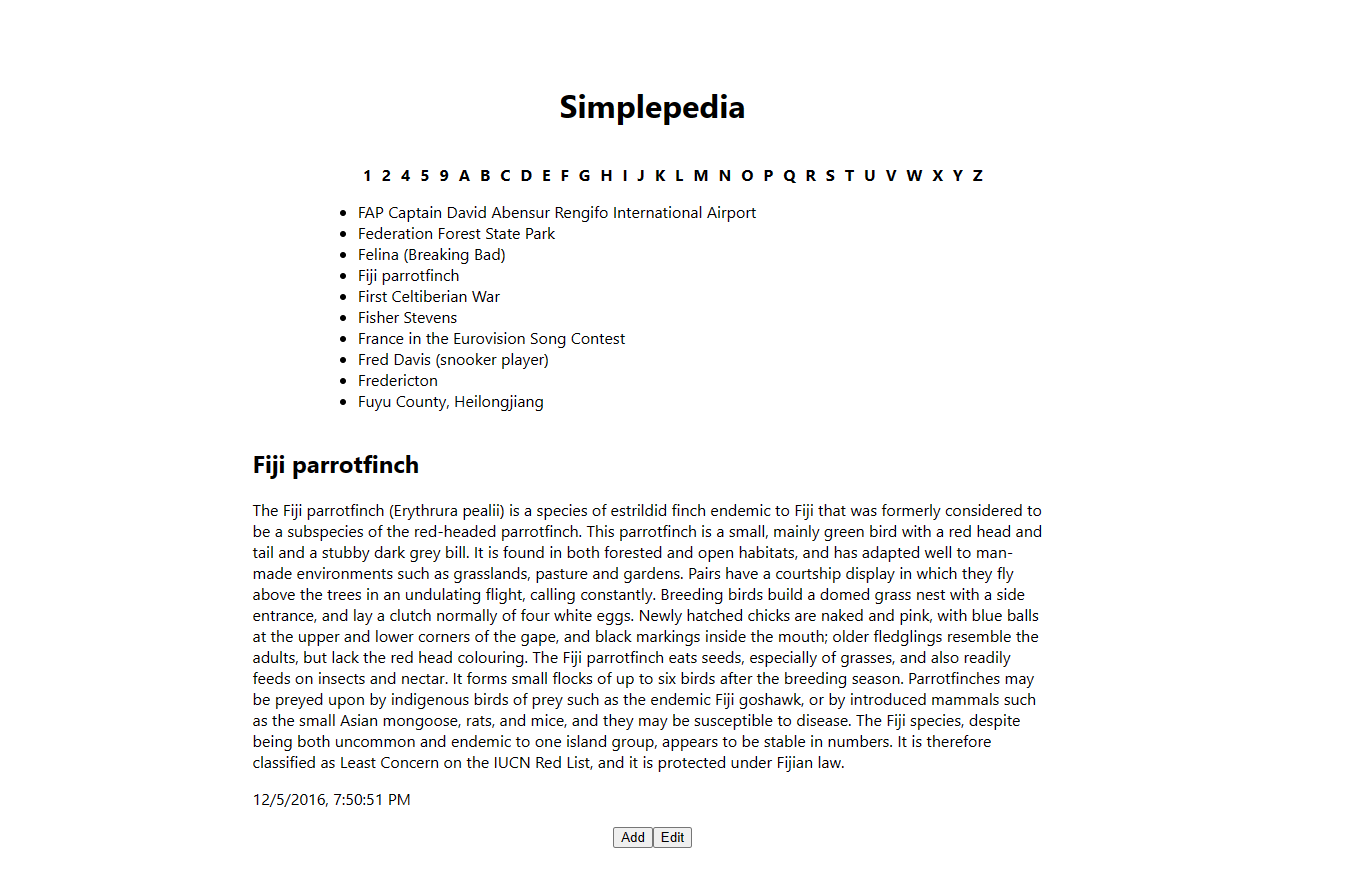 Simplepedia
1 2 4 5 9 A B C D E F G H I J K L M N O P Q R S T U V W X Y Z
FAP Captain David Abensur Rengifo International Airport
Federation Forest State Park
Felina (Breaking Bad)
Fiji parrotfinch
First Celtiberian War
Fisher Stevens
France in the Eurovision Song Contest
Fred Davis (snooker player)
Fredericton
Fuyu County, Heilongjiang
Fiji parrotfinch
The Fiji parrotfinch (Erythrura pealii) is a species of estrildid finch endemic to Fiji that was formerly considered to
be a subspecies of the red-headed parrotfinch. This parrotfinch is a small, mainly green bird with a red head and
tail and a stubby dark grey bill. It is found in both forested and open habitats, and has adapted well to man-
made environments such as grasslands, pasture and gardens. Pairs have a courtship display in which they fly
above the trees in an undulating flight, calling constantly. Breeding birds build a domed grass nest with a side
entrance, and lay a clutch normally of four white eggs. Newly hatched chicks are naked and pink, with blue balls
at the upper and lower corners of the gape, and black markings inside the mouth; older fledglings resemble the
adults, but lack the red head colouring. The Fiji parrotfinch eats seeds, especially of grasses, and also readily
feeds on insects and nectar. It forms small flocks of up to six birds after the breeding season. Parrotfinches may
be preyed upon by indigenous birds of prey such as the endemic Fiji goshawk, or by introduced mammals such
as the small Asian mongoose, rats, and mice, and they may be susceptible to disease. The Fiji species, despite
being both uncommon and endemic to one island group, appears to be stable in numbers. It is therefore
classified as Least Concern on the IUCN Red List, and it is protected under Fijian law.
12/5/2016, 7:50:51 PM
Add Edit